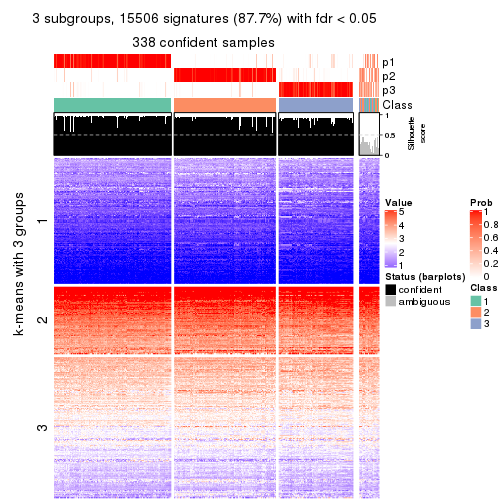 3 subgroups, 15506 signatures (87.7%) with fdr < 0.05
338 confident samples
p1
p2
p3
Class
1
0.5
0
Silhouette
score
k-means with 3 groups
1
2
3
Value
5
4
3
2
1
Status (barplots)
confident
ambiguous
Prob
1
0.8
0.6
0.4
0.2
0
Class
1
2
3